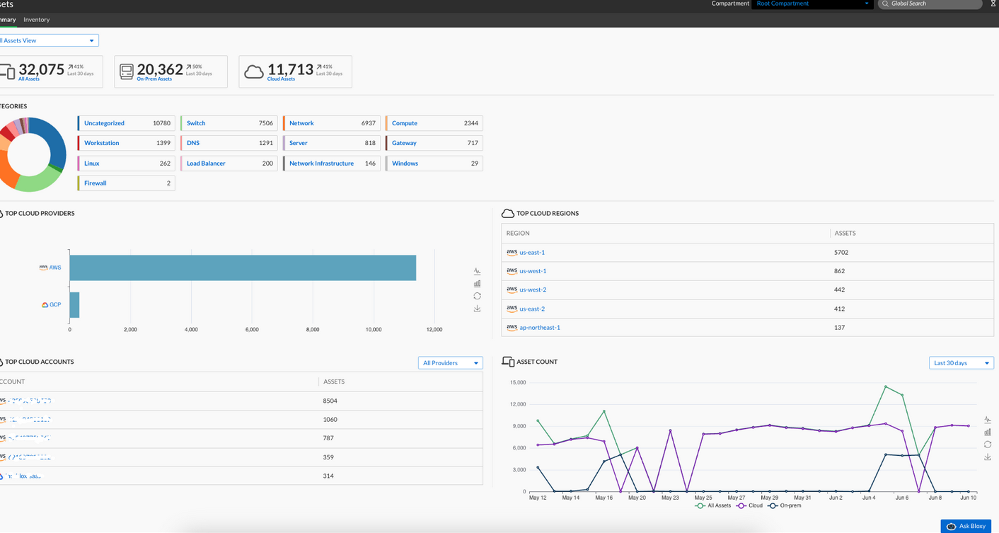 sets
Compartment Root Compartment Global Search
mmary Inventory
ll Assets View
32,075 41% Last 30 days All Assets
20,362 50% Last 30 days On-Prem Assets
11,713 41% Last 30 days Cloud Assets
TEGORIES
Uncategorized 10780 Switch 7506 Network 6937 Compute 2344
Workstation 1399 DNS 1291 Server 818 Gateway 717
Linux 262 Load Balancer 200 Network Infrastructure 146 Windows 29
Firewall 2
TOP CLOUD PROVIDERS
aws AWS
GCP
0 2,000 4,000 6,000 8,000 10,000 12,000
TOP CLOUD REGIONS
REGION ASSETS
aws us-east-1 5702
aws us-west-1 862
aws us-west-2 442
aws us-east-2 412
aws ap-northeast-1 137
TOP CLOUD ACCOUNTS All Providers
CCOUNT ASSETS
ws 8504
ws 1060
ws 787
ws 359
314
ASSET COUNT Last 30 days
15,000
12,000
9,000
6,000
3,000
0
May 12 May 14 May 16 May 20 May 23 May 25 May 27 May 29 May 31 Jun 2 Jun 4 Jun 6 Jun 8 Jun 10
All Assets Cloud On-prem
Ask Bloxy